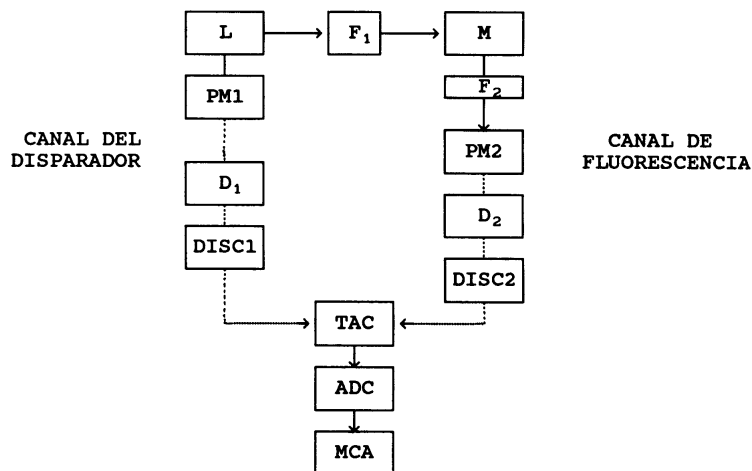 L
F₁
M
PM1
F₂
CANAL DEL
DISPARADOR
PM2
CANAL DE
FLUORESCENCIA
D₁
D₂
DISC1
DISC2
TAC
ADC
MCA